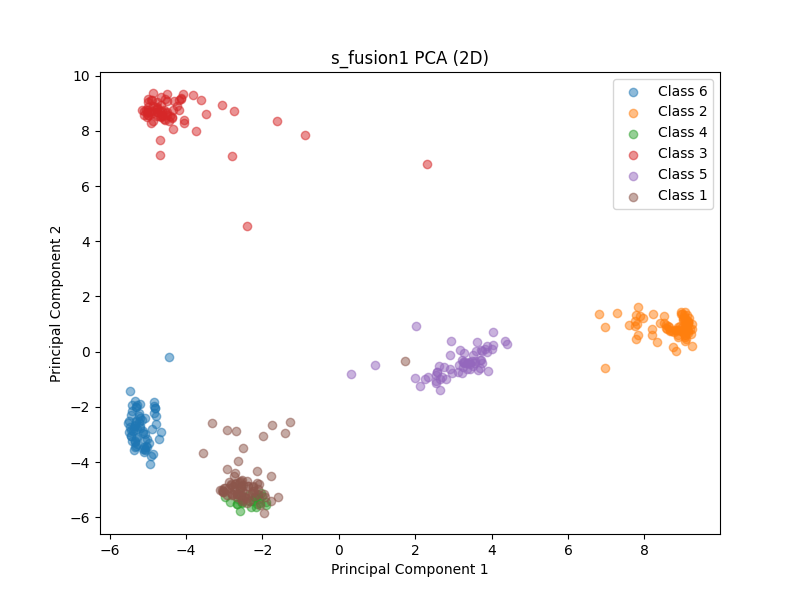 s_fusion1 PCA (2D)
Class 6
Class 2
Class 4
Class 3
Class 5
Class 1
Principal Component 2
10
8
6
4
2
0
−2
−4
−6
−6 −4 −2 0 2 4 6 8
Principal Component 1